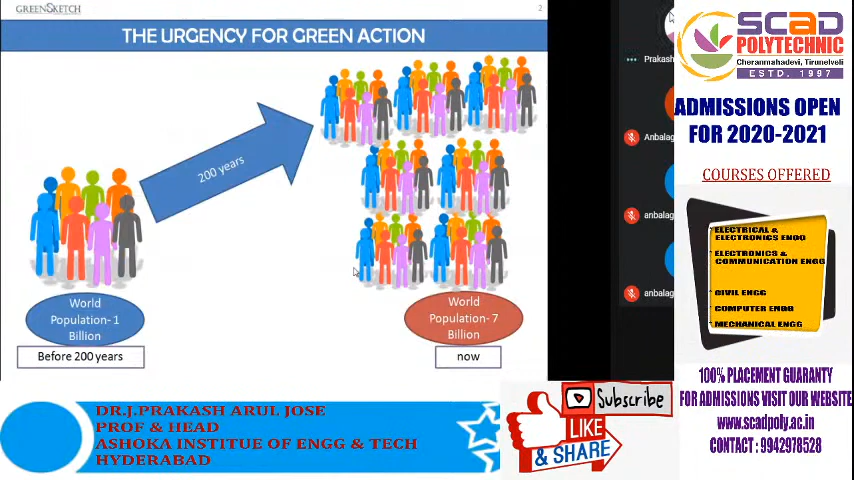 GREENSKETCH
2
THE URGENCY FOR GREEN ACTION
200 years
World
Population- 1
Billion
Before 200 years
World
Population- 7
Billion
now
Prakash
Anbalag
anbalag
anbalag
SCAD
POLYTECHNIC
Cheranmahadevi, Tirunelveli
ESTD. 1997
ADMISSIONS OPEN
FOR 2020-2021
COURSES OFFERED
ELECTRICAL &
ELECTRONICS ENGG
ELECTRONICS &
COMMUNICATION ENGG
CIVIL ENGG
COMPUTER ENGG
MECHANICAL ENGG
100% PLACEMENT GUARANTY
FOR ADMISSIONS VISIT OUR WEBSITE
www.scadpoly.ac.in
CONTACT : 9942978528
DR.J.PRAKASH ARUL JOSE
PROF & HEAD
ASHOKA INSTITUE OF ENGG & TECH
HYDERABAD
Subscribe
LIKE
& SHARE